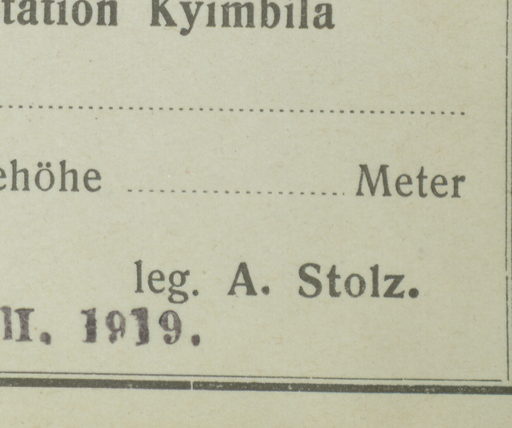 tation Kyimbila
ehöhe ........................ Meter
leg. A. Stolz.
II. 1919.